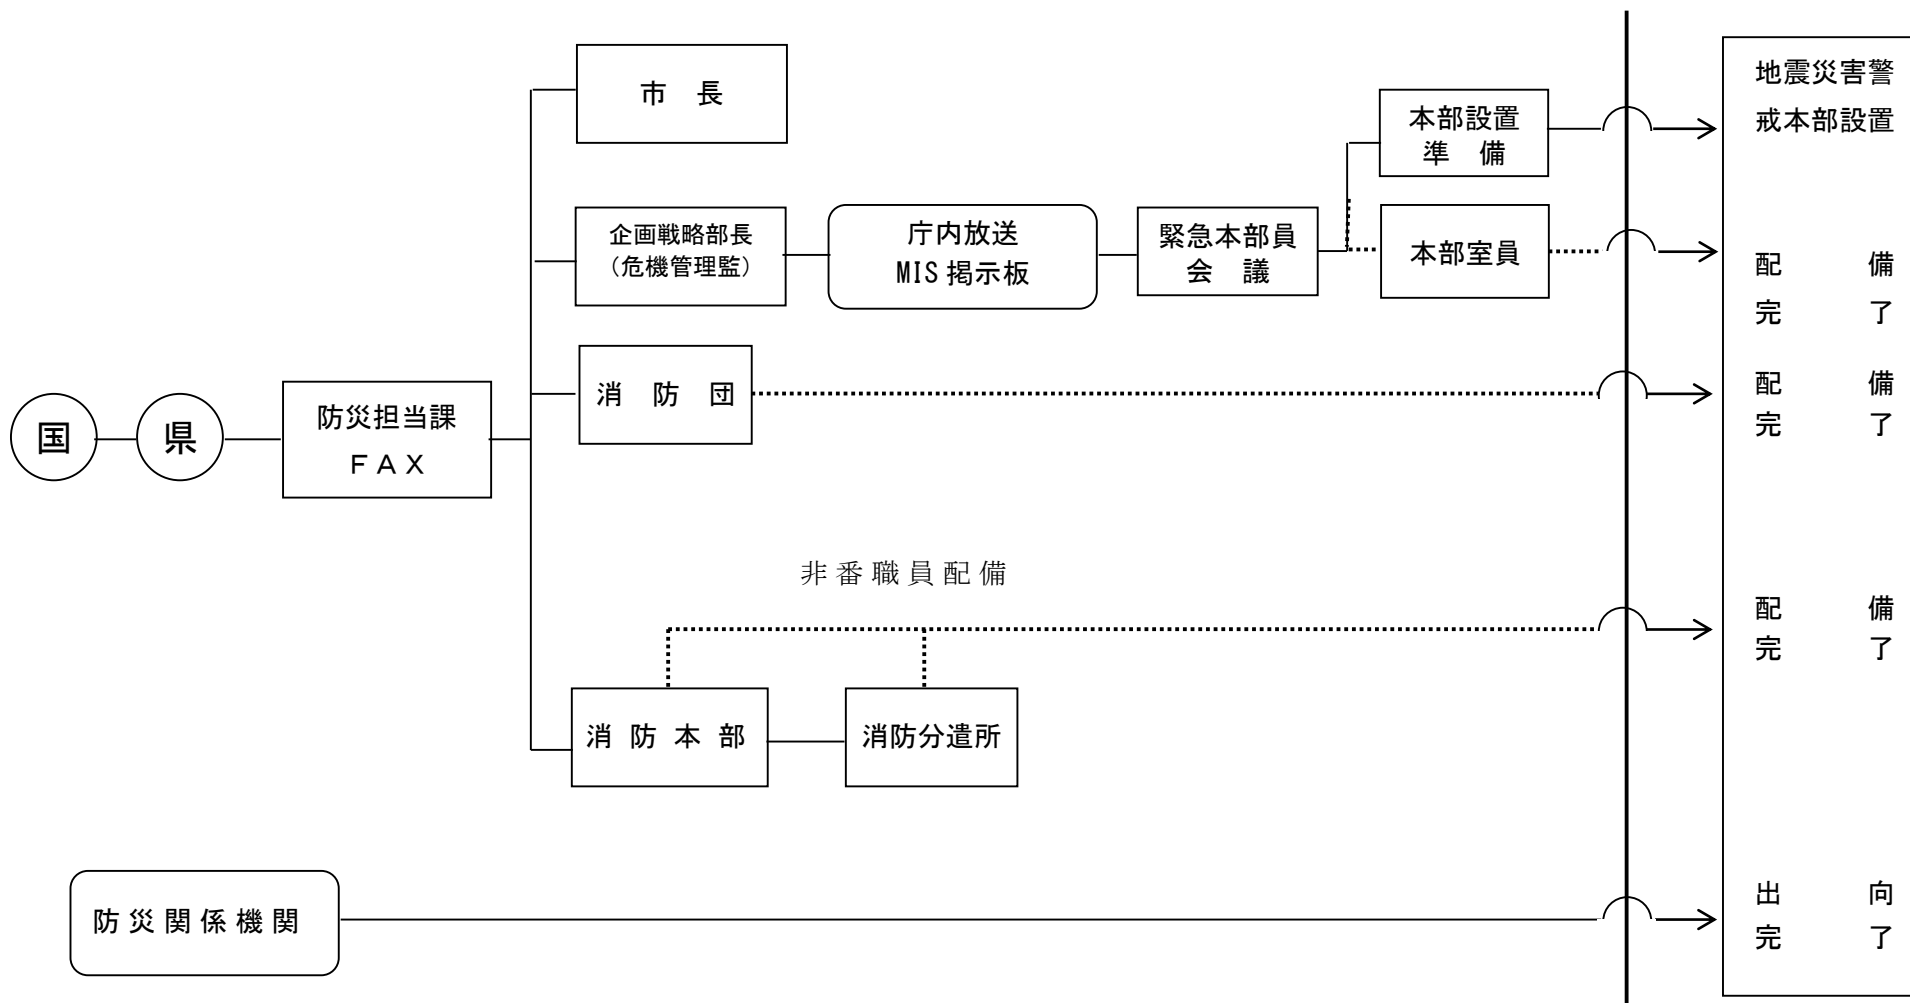 市　長
企画戦略部長
（危機管理監）
庁内放送
MIS 掲示板
緊急本部員
会　議
本部設置
準　備
本部室員
消　防　団
国
県
防災担当課
ＦＡＸ
非番職員配備
消防本部
消防分遣所
防災関係機関
地震災害警
戒本部設置
配　備
完　了
配　備
完　了
配　備
完　了
出　向
完　了